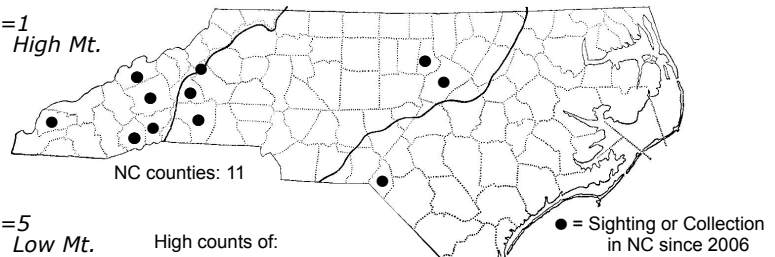 =1
High Mt.
NC counties: 11
=5
Low Mt.
High counts of:
● = Sighting or Collection
in NC since 2006